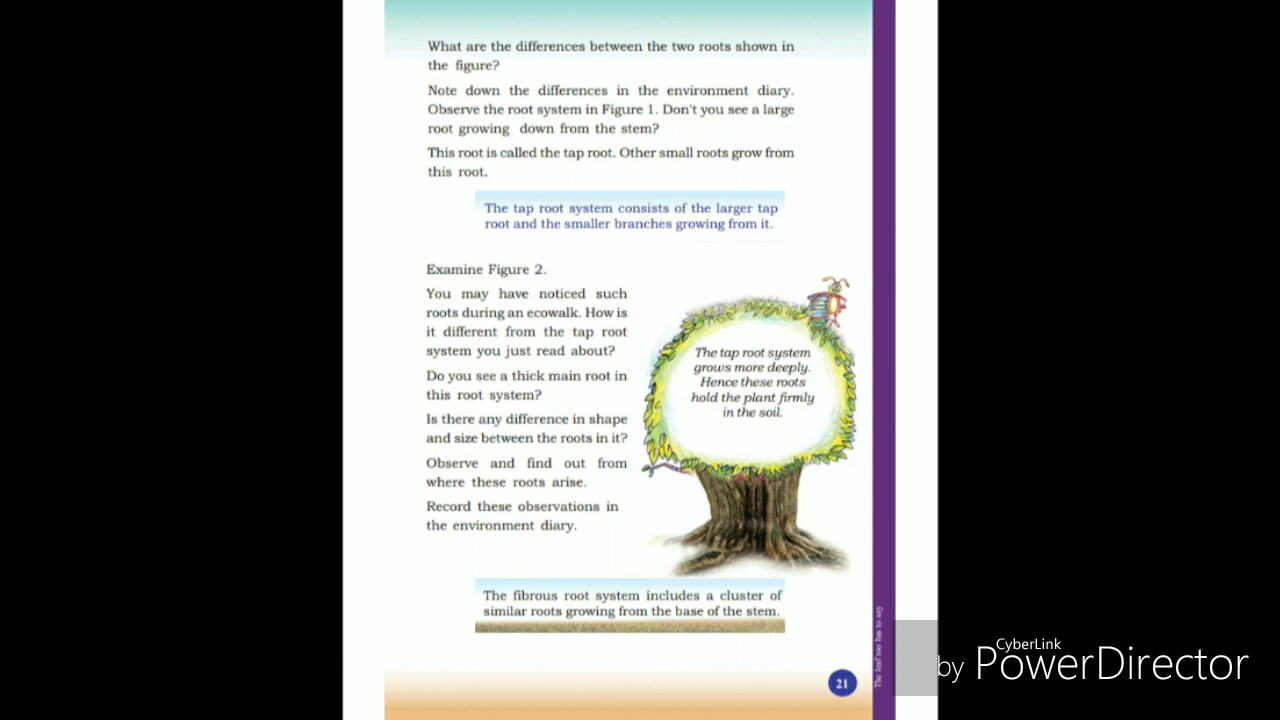 What are the differences between the two roots shown in
the figure?
Note down the differences in the environment diary.
Observe the root system in Figure 1. Don't you see a large
root growing down from the stem?
This root is called the tap root. Other small roots grow from
this root.
The tap root system consists of the larger tap
root and the smaller branches growing from it.
Examine Figure 2.
You may have noticed such
roots during an ecowalk. How is
it different from the tap root
system you just read about?
Do you see a thick main root in
this root system?
Is there any difference in shape
and size between the roots in it?
Observe and find out from
where these roots arise.
Record these observations in
the environment diary.
The tap root system
grows more deeply.
Hence these roots
hold the plant firmly
in the soil.
The fibrous root system includes a cluster of
similar roots growing from the base of the stem.
The leaf too has to say
21
CyberLink
by PowerDirector